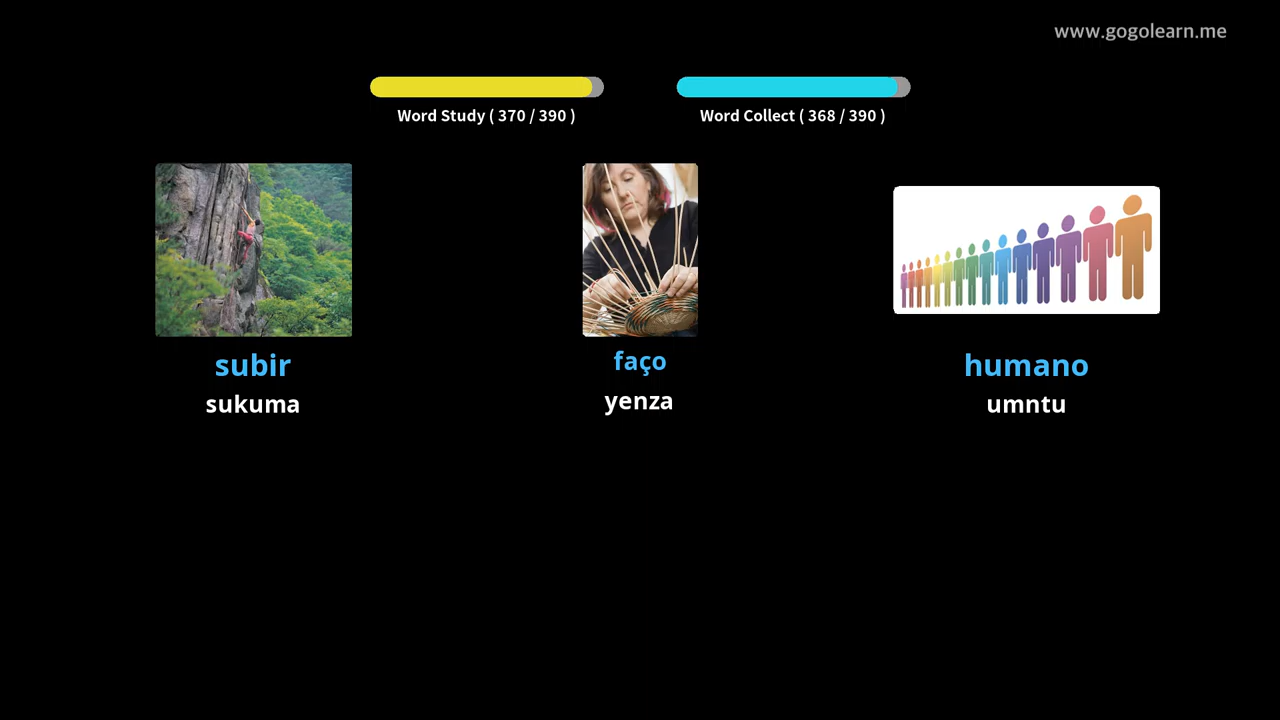 www.gogolearn.me
Word Study ( 370 / 390 )
Word Collect ( 368 / 390 )
subir
sukuma
faço
yenza
humano
umntu